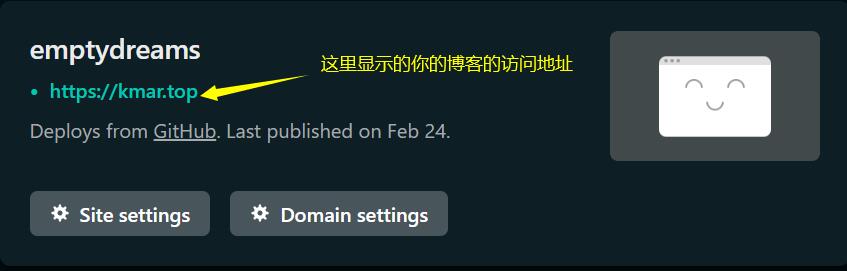 emptydreams
这里显示的你的博客的访问地址
• https://kmar.top
Deploys from GitHub. Last published on Feb 24.
Site settings
Domain settings